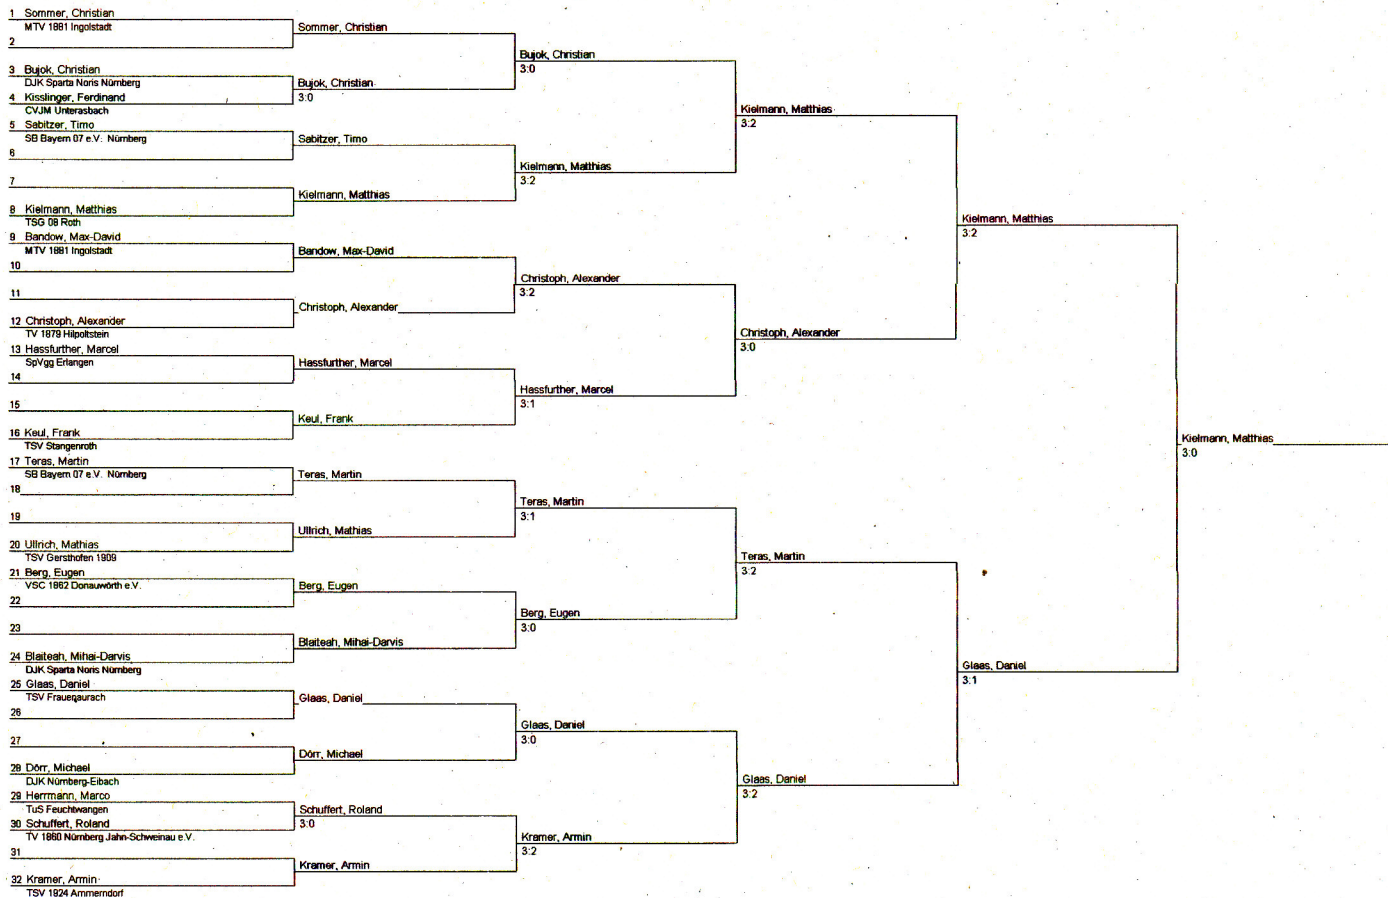 1 Sommer, Christian
MTV 1881 Ingolstadt
2
3 Bujok, Christian
DJK Sparta Noris Nürnberg
4 Kisslinger, Ferdinand
CVJM Unterasbach
5 Sabitzer, Timo
SB Bayern 07 e.V. Nürnberg
6
7
8 Kielmann, Matthias
TSG 08 Roth
9 Bandow, Max-David
MTV 1881 Ingolstadt
10
11
12 Christoph, Alexander
TV 1879 Hilpoltstein
13 Hassfurther, Marcel
SpVgg Erlangen
14
15
16 Keul, Frank
TSV Stangenroth
17 Teras, Martin
SB Bayern 07 e.V. Nürnberg
18
19
20 Ullrich, Mathias
TSV Gersthofen 1909
21 Berg, Eugen
VSC 1862 Donauwörth e.V.
22
23
24 Blaiteah, Mihai-Darvis
DJK Sparta Noris Nürnberg
25 Glaas, Daniel
TSV Frauenaurach
26
27
28 Dörr, Michael
DJK Nürnberg-Eibach
29 Herrmann, Marco
TuS Feuchtwangen
30 Schuffert, Roland
TV 1860 Nürnberg Jahn-Schweinau e.V.
31
32 Kramer, Armin
TSV 1924 Ammerndorf
Sommer, Christian
Bujok, Christian
3:0
Sabitzer, Timo
Kielmann, Matthias
Bandow, Max-David
Christoph, Alexander
Hassfurther, Marcel
Keul, Frank
Teras, Martin
Ullrich, Mathias
Berg, Eugen
Blaiteah, Mihai-Darvis
Glaas, Daniel
Dörr, Michael
Schuffert, Roland
3:0
Kramer, Armin
Bujok, Christian
3:0
Kielmann, Matthias
3:2
Christoph, Alexander
3:2
Hassfurther, Marcel
3:1
Teras, Martin
3:1
Berg, Eugen
3:0
Glaas, Daniel
3:0
Kramer, Armin
3:2
Kielmann, Matthias
3:2
Christoph, Alexander
3:0
Teras, Martin
3:2
Glaas, Daniel
3:2
Kielmann, Matthias
3:2
Glaas, Daniel
3:1
Kielmann, Matthias
3:0